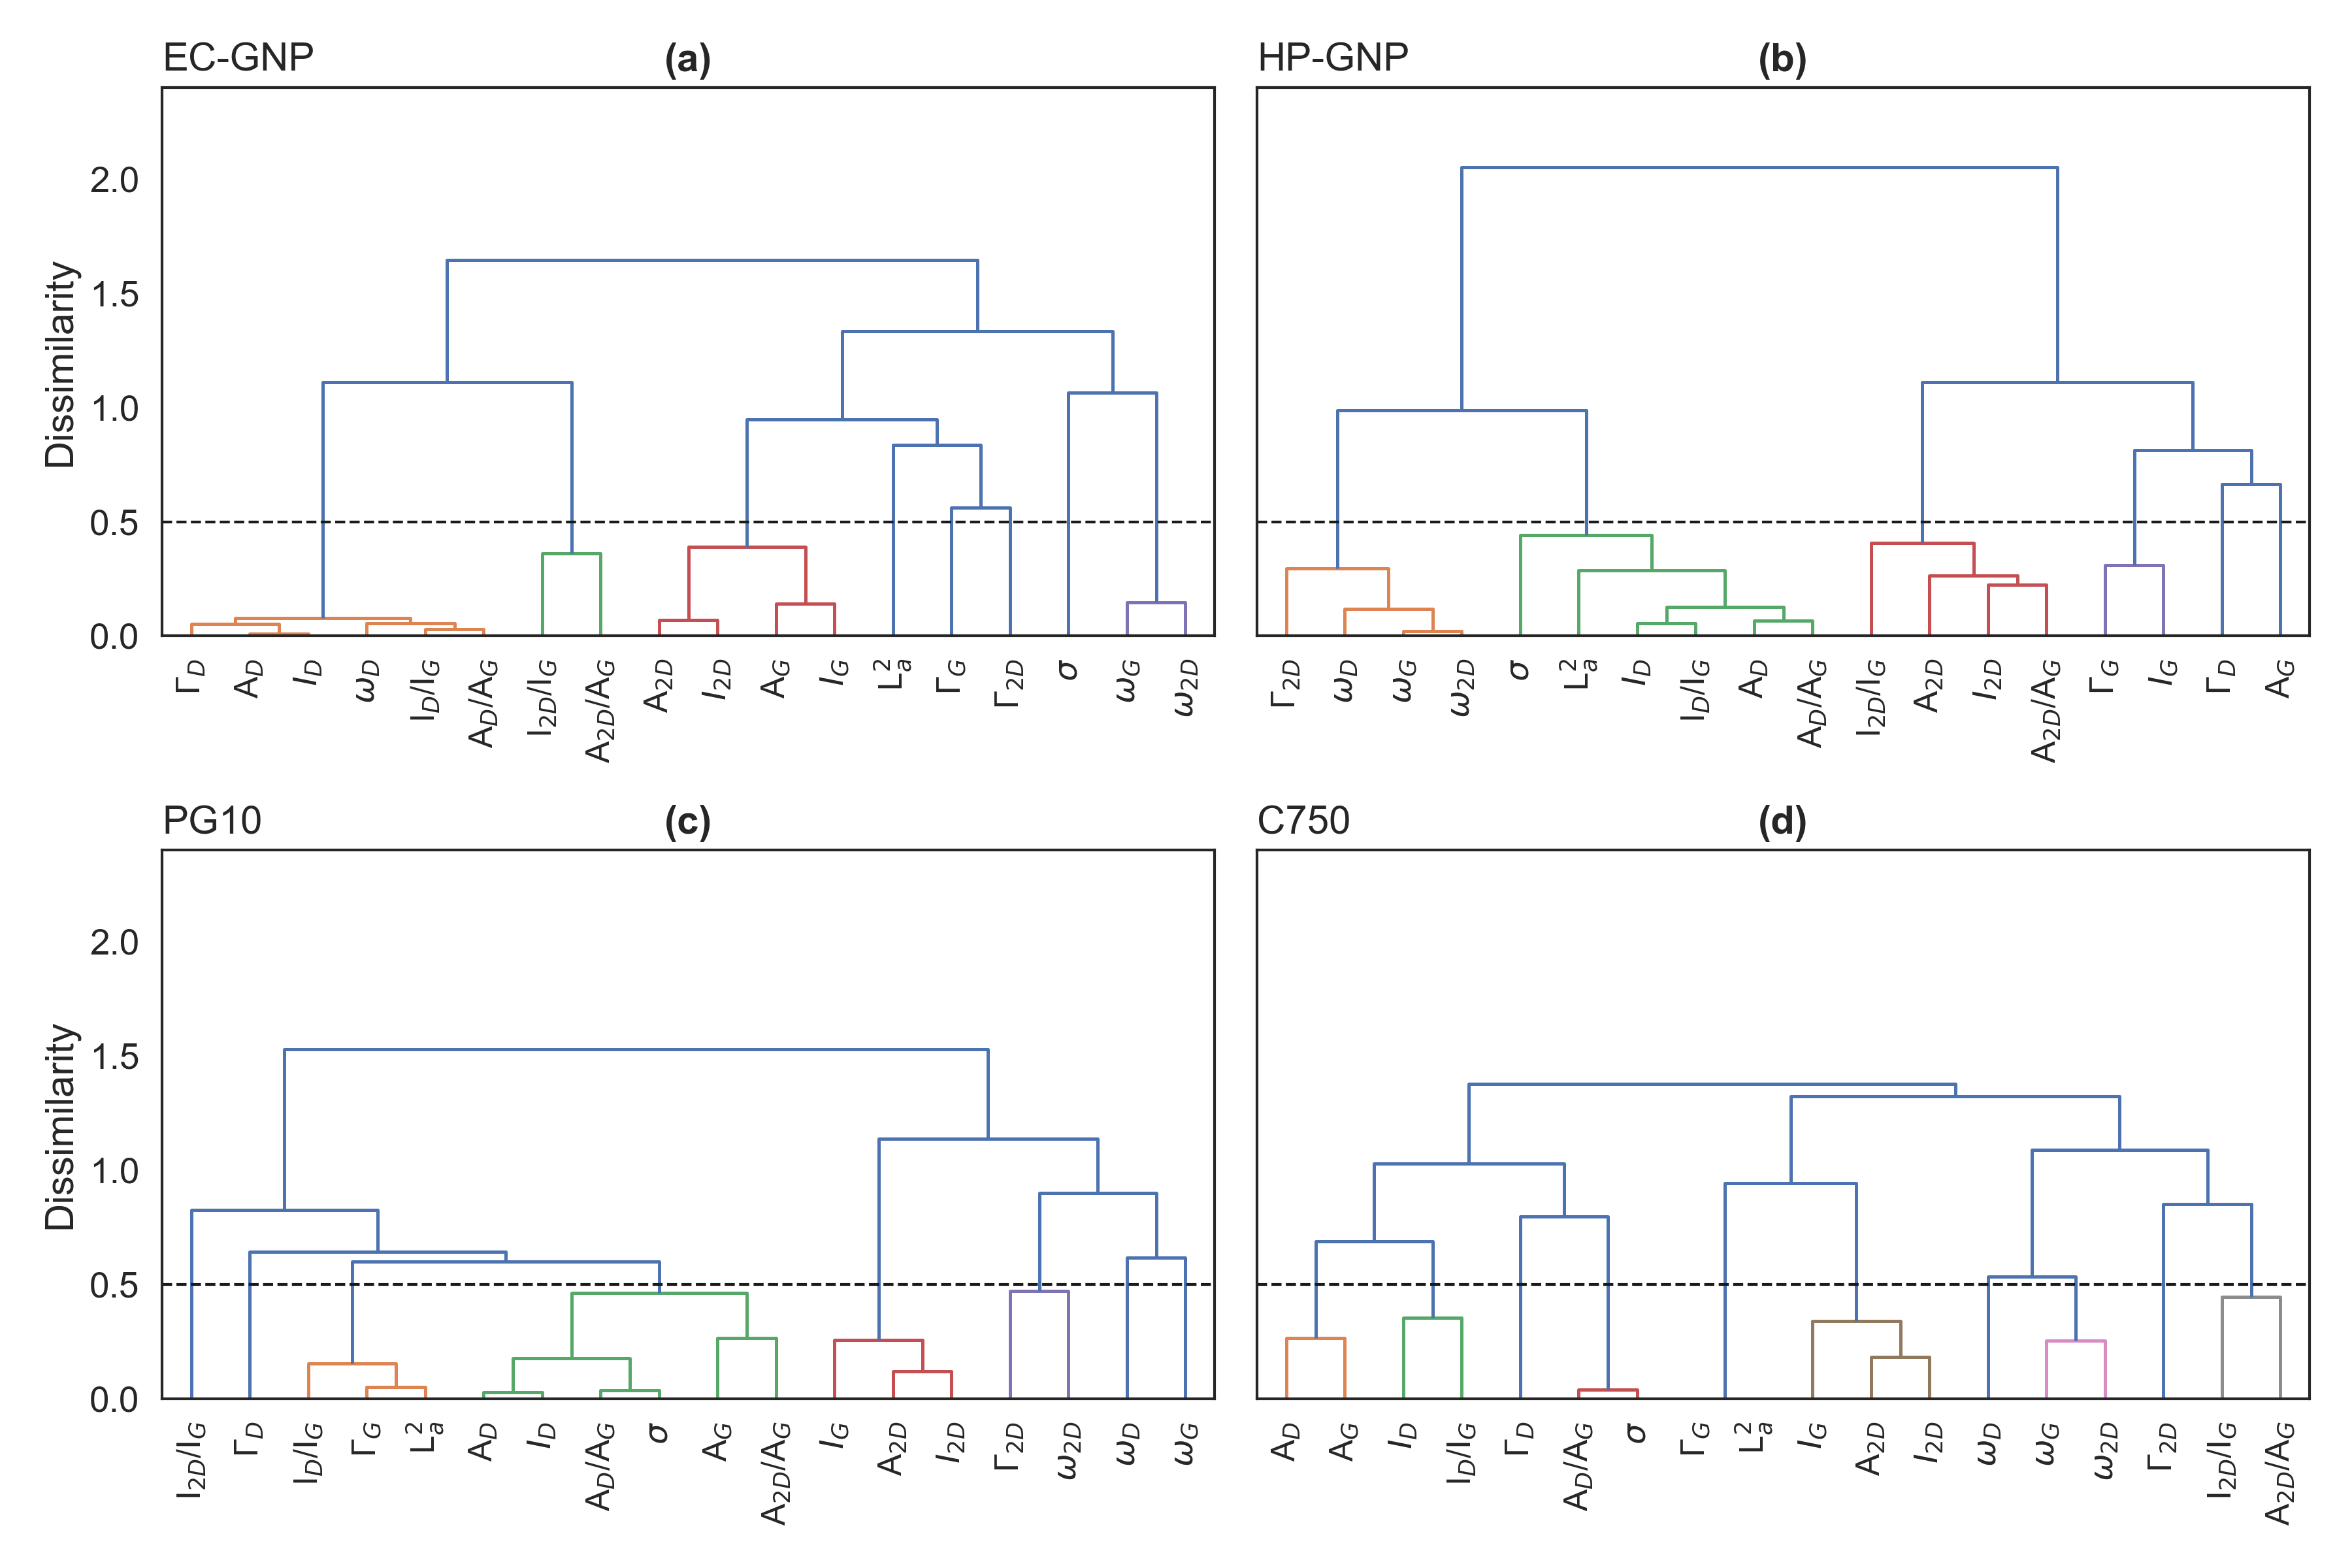 EC-GNP (a) HP-GNP (b)
Dissimilarity
2.0
1.5
1.0
0.5
0.0
Γ_D A_D I_D ω_D I_D/I_G A_D/A_G I_2D/I_G A_2D/A_G A_2D I_2D A_G I_G L_a^2 Γ_G Γ_2D σ ω_G ω_2D
Γ_2D ω_D ω_G ω_2D σ L_a^2 I_D I_D/I_G A_D A_D/A_G I_2D/I_G A_2D I_2D A_2D/A_G Γ_G I_G Γ_D A_G
PG10 (c) C750 (d)
Dissimilarity
2.0
1.5
1.0
0.5
0.0
I_2D/I_G Γ_D I_D/I_G Γ_G L_a^2 A_D I_D A_D/A_G σ A_G A_2D/A_G I_G A_2D I_2D Γ_2D ω_2D ω_D ω_G
A_D A_G I_D I_D/I_G Γ_D A_D/A_G σ Γ_G L_a^2 I_G A_2D I_2D ω_D ω_G ω_2D Γ_2D I_2D/I_G A_2D/A_G